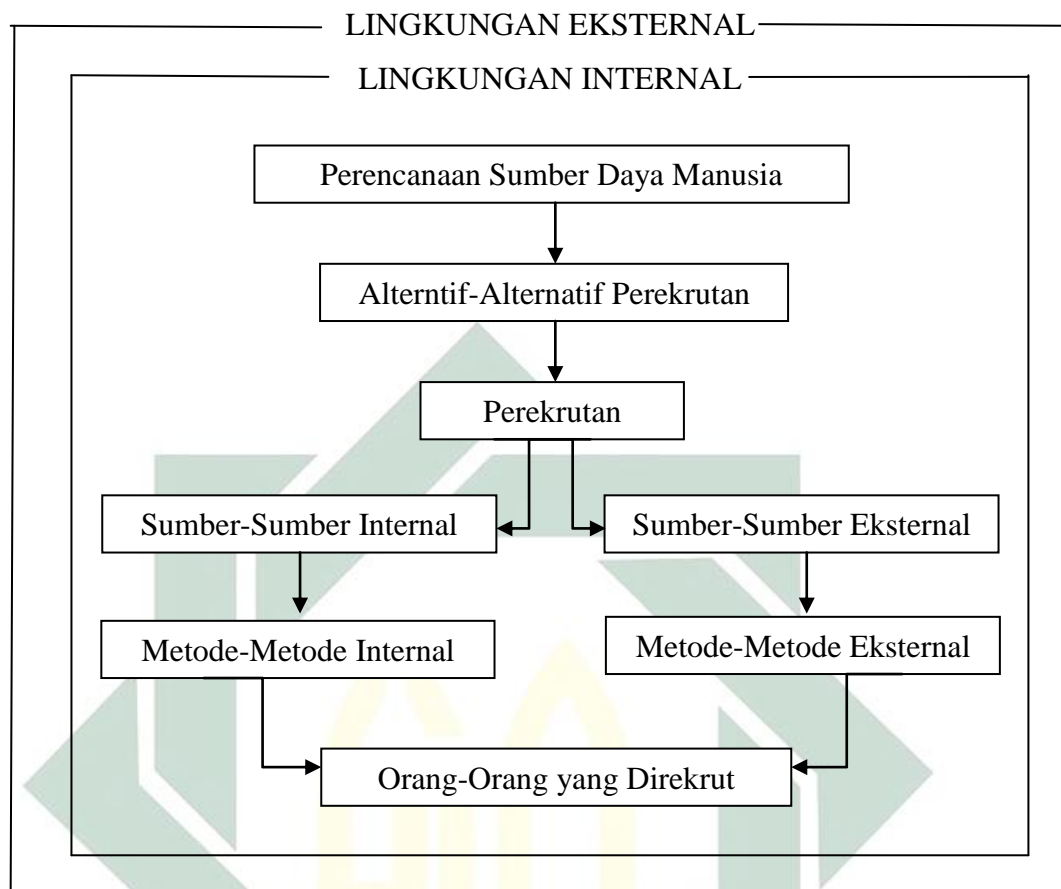 LINGKUNGAN EKSTERNAL
LINGKUNGAN INTERNAL
Perencanaan Sumber Daya Manusia
Alterntif-Alternatif Perekrutan
Perekrutan
Sumber-Sumber Internal
Sumber-Sumber Eksternal
Metode-Metode Internal
Metode-Metode Eksternal
Orang-Orang yang Direkrut